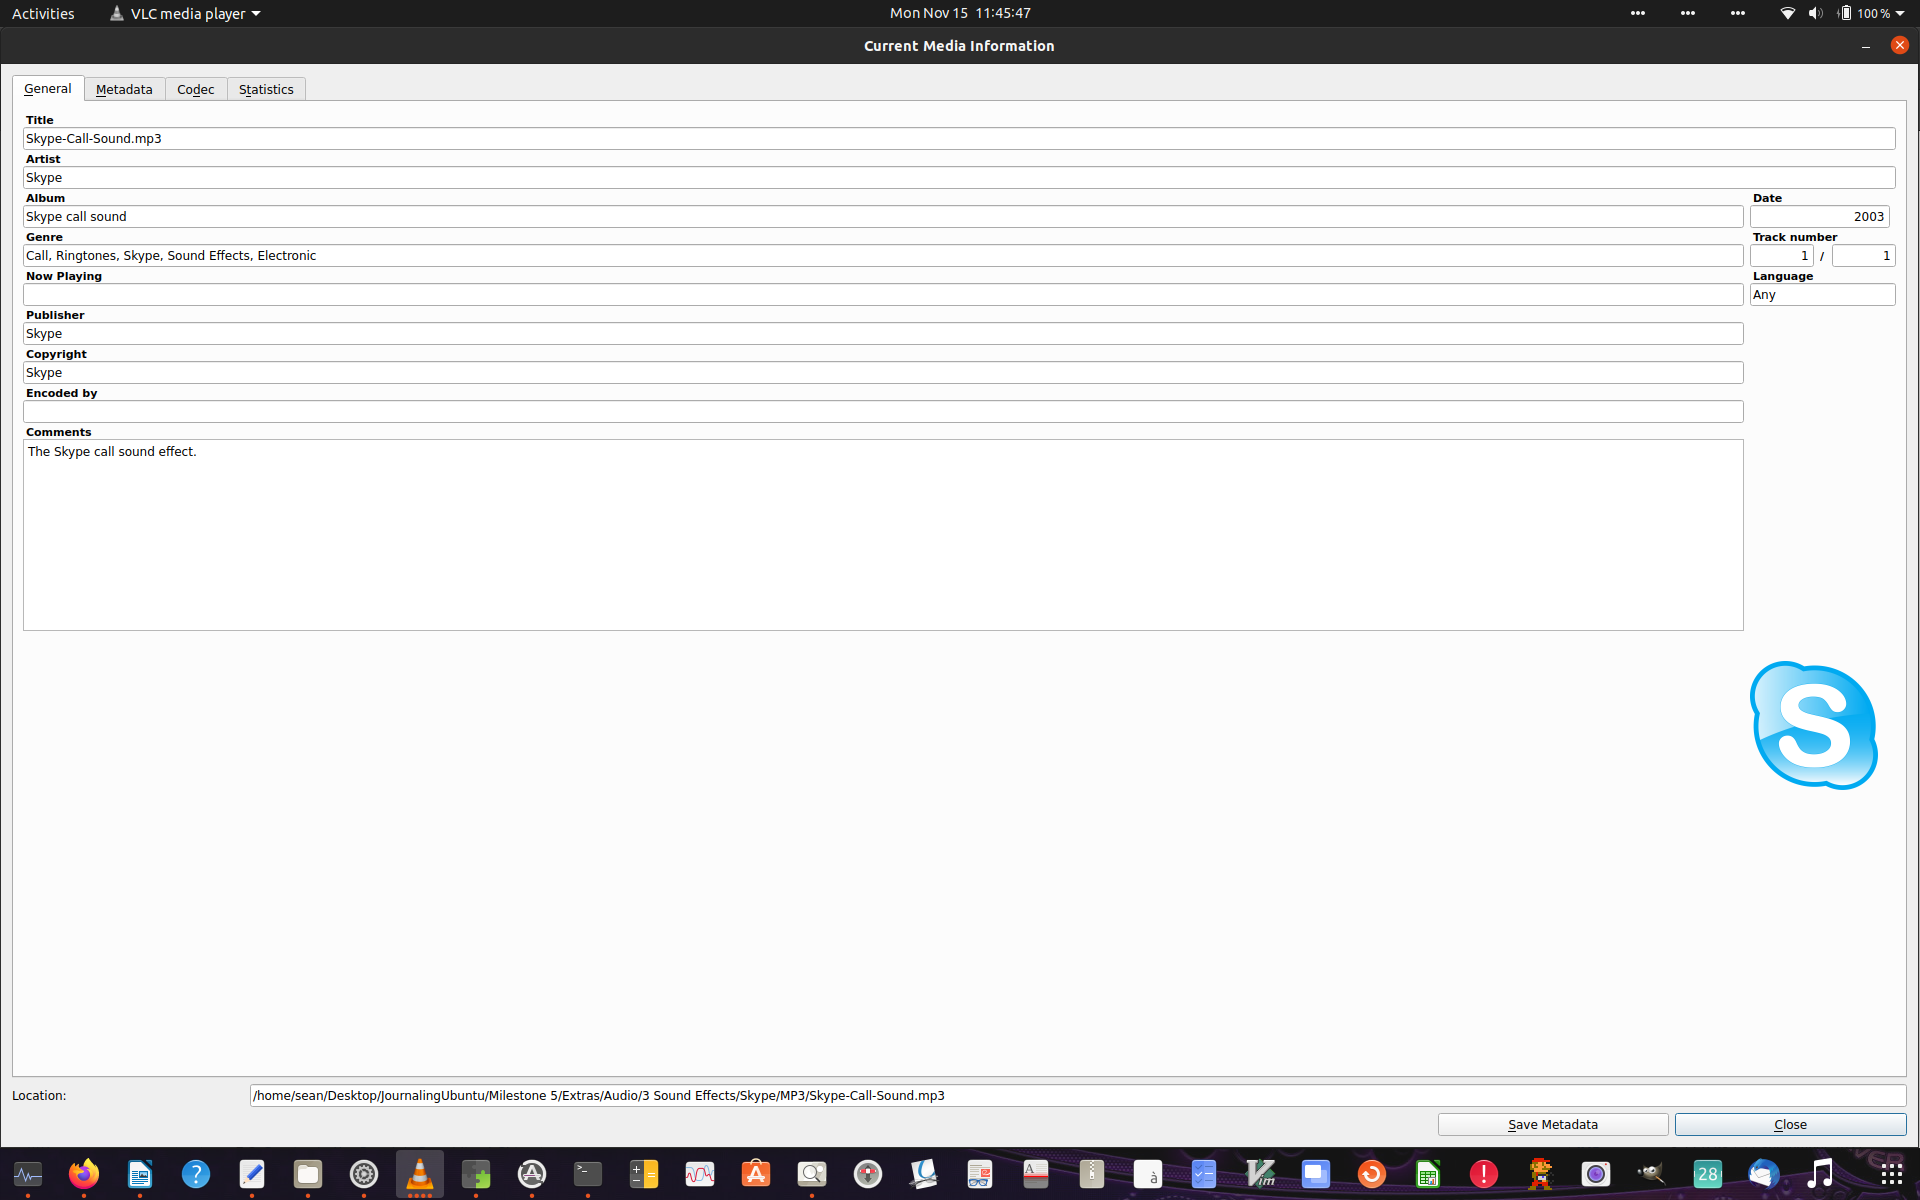 Activities
VLC media player
Mon Nov 15 11:45:47
100 %
Current Media Information
General
Metadata
Codec
Statistics
Title
Skype-Call-Sound.mp3
Artist
Skype
Album
Date
Skype call sound
2003
Genre
Track number
Call, Ringtones, Skype, Sound Effects, Electronic
1 / 1
Now Playing
Language
Any
Publisher
Skype
Copyright
Skype
Encoded by
Comments
The Skype call sound effect.
S
Location:
/home/sean/Desktop/JournalingUbuntu/Milestone 5/Extras/Audio/3 Sound Effects/Skype/MP3/Skype-Call-Sound.mp3
Save Metadata
Close
?
>_
A
à
Vim
!
28